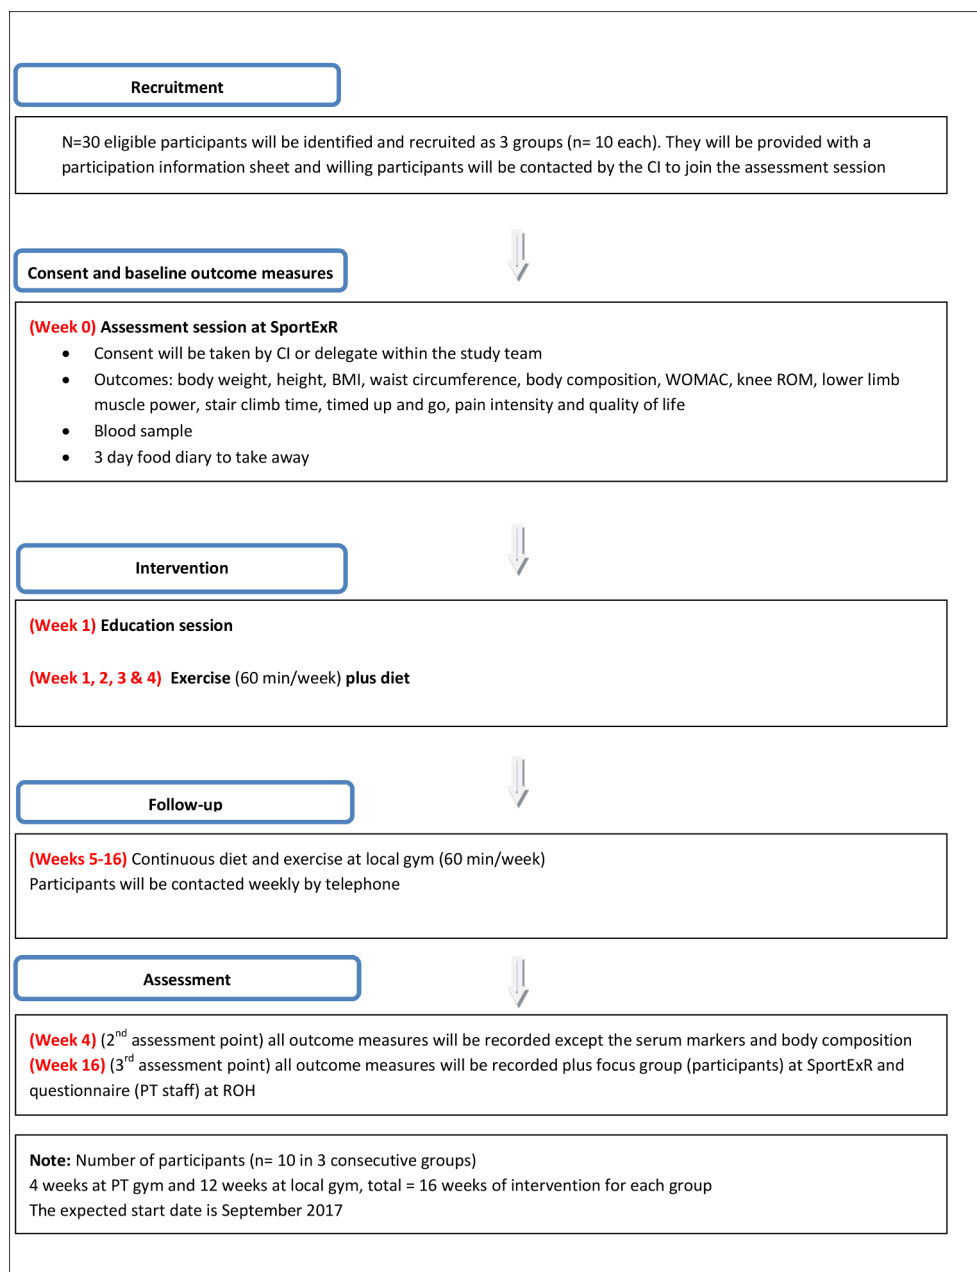 Recruitment
N=30 eligible participants will be identified and recruited as 3 groups (n= 10 each). They will be provided with a
participation information sheet and willing participants will be contacted by the CI to join the assessment session
Consent and baseline outcome measures
(Week 0) Assessment session at SportExR
• Consent will be taken by CI or delegate within the study team
• Outcomes: body weight, height, BMI, waist circumference, body composition, WOMAC, knee ROM, lower limb
muscle power, stair climb time, timed up and go, pain intensity and quality of life
• Blood sample
• 3 day food diary to take away
Intervention
(Week 1) Education session
(Week 1, 2, 3 & 4) Exercise (60 min/week) plus diet
Follow-up
(Weeks 5-16) Continuous diet and exercise at local gym (60 min/week)
Participants will be contacted weekly by telephone
Assessment
(Week 4) (2nd assessment point) all outcome measures will be recorded except the serum markers and body composition
(Week 16) (3rd assessment point) all outcome measures will be recorded plus focus group (participants) at SportExR and
questionnaire (PT staff) at ROH
Note: Number of participants (n= 10 in 3 consecutive groups)
4 weeks at PT gym and 12 weeks at local gym, total = 16 weeks of intervention for each group
The expected start date is September 2017